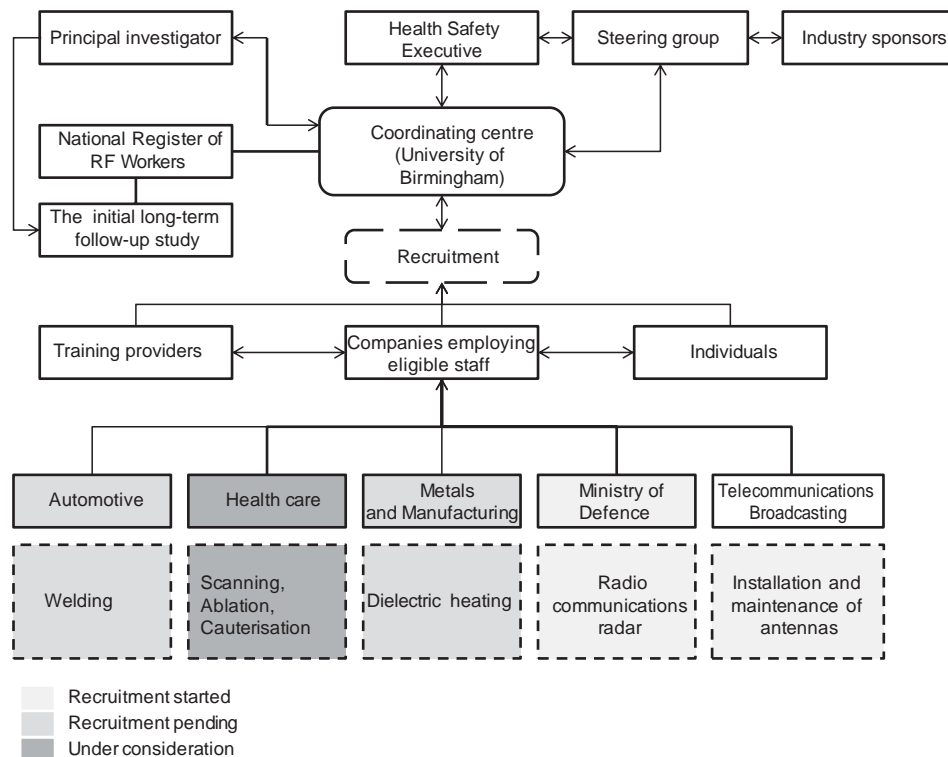 Principal investigator
Health Safety
Executive
Steering group
Industry sponsors
National Register of
RF Workers
Coordinating centre
(University of
Birmingham)
The initial long-term
follow-up study
Recruitment
Training providers
Companies employing
eligible staff
Individuals
Automotive
Health care
Metals
and Manufacturing
Ministry of
Defence
Telecommunications
Broadcasting
Welding
Scanning,
Ablation,
Cauterisation
Dielectric heating
Radio
communications
radar
Installation and
maintenance of
antennas
Recruitment started
Recruitment pending
Under consideration